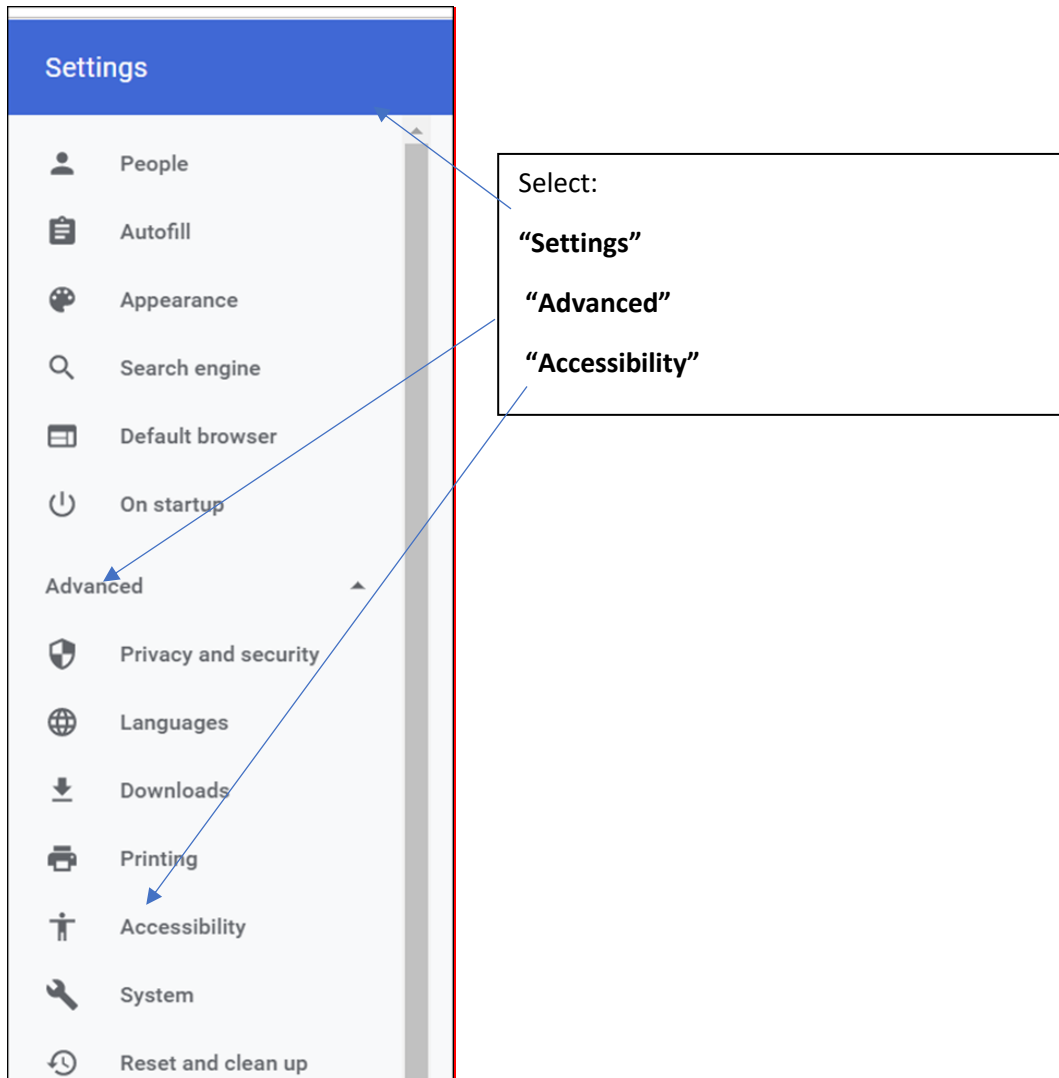 Settings
People
Autofill
Appearance
Search engine
Default browser
On startup
Advanced
Privacy and security
Languages
Downloads
Printing
Accessibility
System
Reset and clean up
Select:
“Settings”
“Advanced”
“Accessibility”